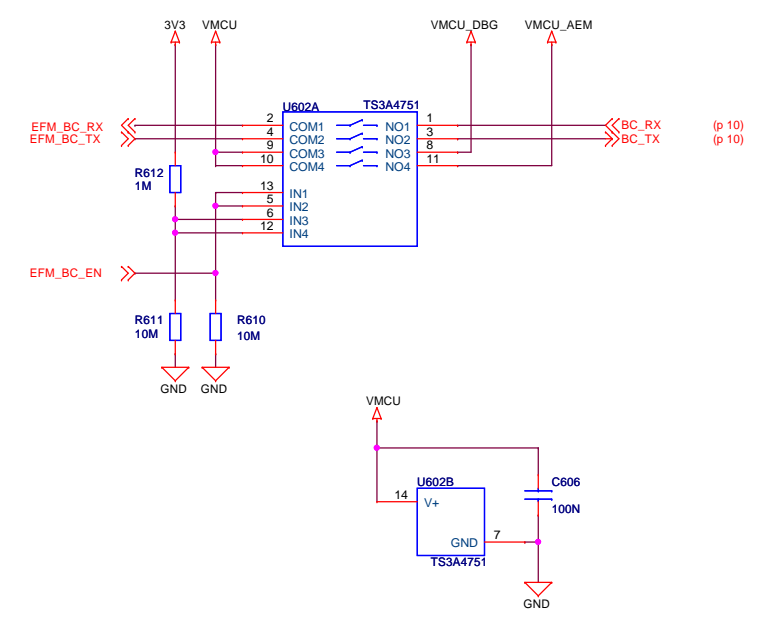 3V3 VMCU VMCU_DBG VMCU_AEM
U602A TS3A4751
EFM_BC_RX 2 COM1 NO1 1 BC_RX (p 10)
EFM_BC_TX 4 COM2 NO2 3 BC_TX (p 10)
9 COM3 NO3 8
10 COM4 NO4 11
R612
1M
13 IN1
5 IN2
6 IN3
12 IN4
EFM_BC_EN
R611 R610
10M 10M
GND GND
VMCU
U602B C606
14 V+
100N
GND 7
TS3A4751
GND